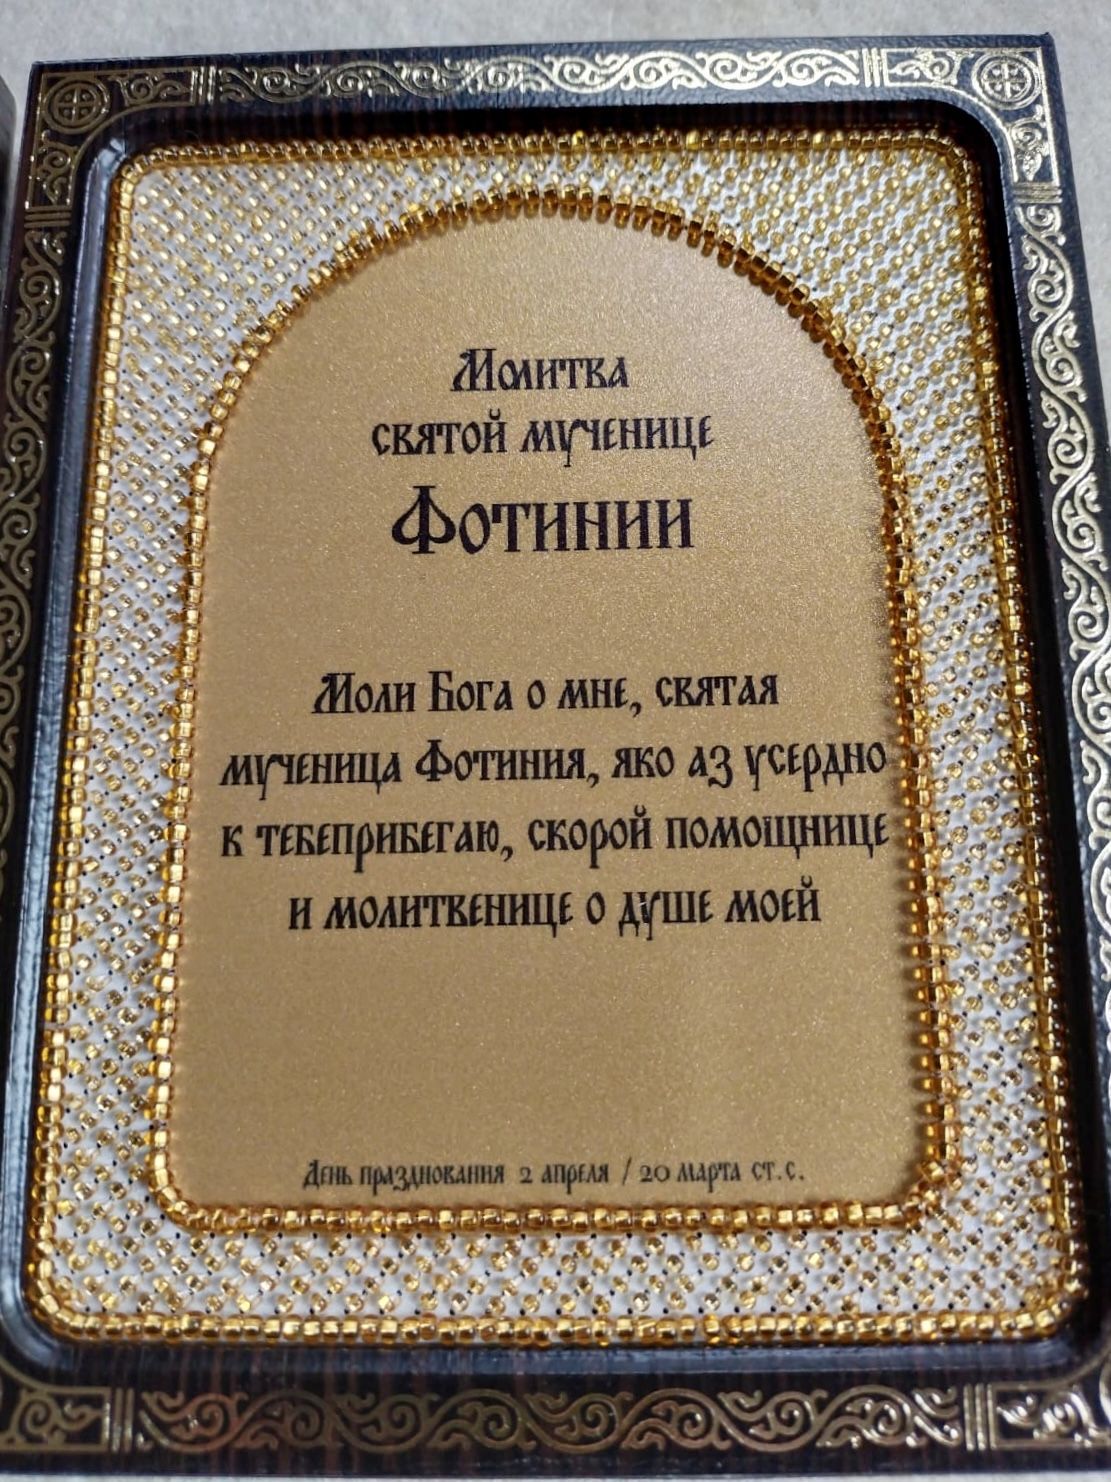 Молитва
святой мученице
Фотинии
Моли Бога о мне, святая
мученица Фотиния, яко аз усердно
к тебеприбегаю, скорой помощнице
и молитвенице о душе моей
День празднования 2 апреля / 20 марта ст. с.